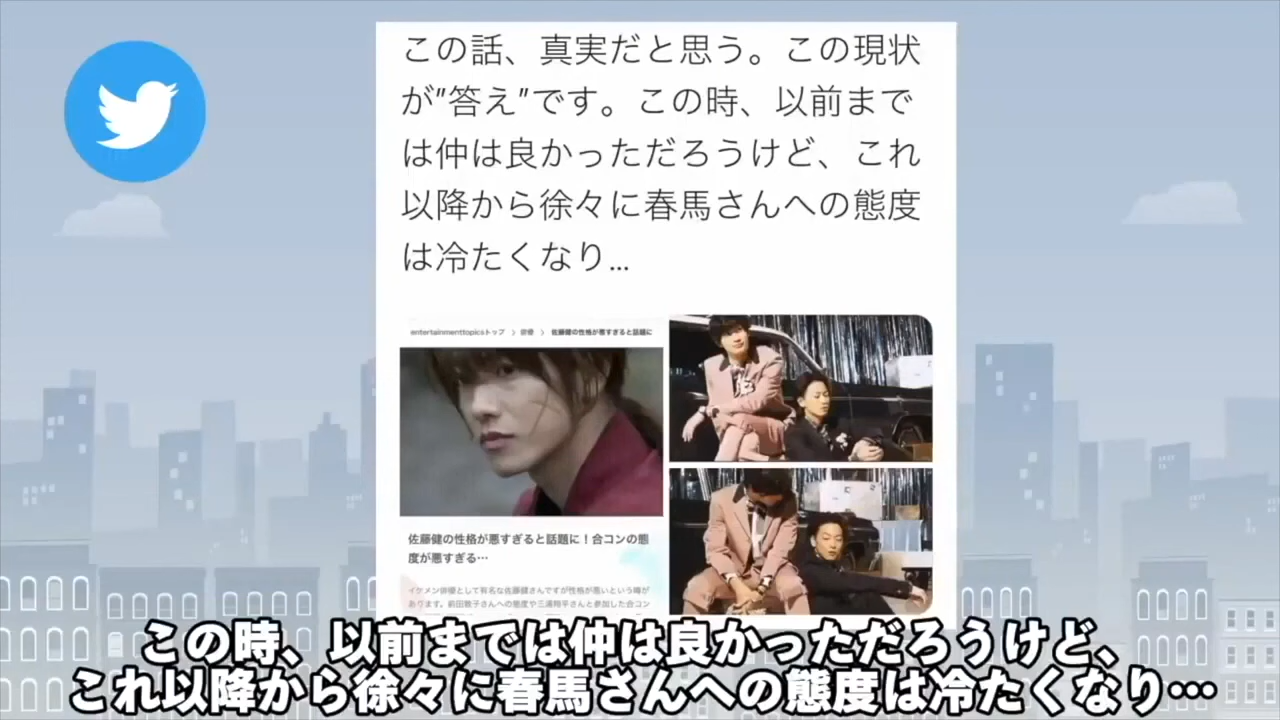 この話、真実だと思う。この現状
が”答え”です。この時、以前まで
は仲は良かっただろうけど、これ
以降から徐々に春馬さんへの態度
は冷たくなり…
entertainmenttopicsトップ 〉 俳優 〉 佐藤健の性格が悪すぎると話題に
佐藤健の性格が悪すぎると話題に！合コンの態
度が悪すぎる…
イケメン俳優として有名な佐藤健さんですが性格が悪いという噂が
あります。前田敦子さんへの態度や三浦翔平さんと参加した合コン
この時、以前までは仲は良かっただろうけど、
これ以降から徐々に春馬さんへの態度は冷たくなり…